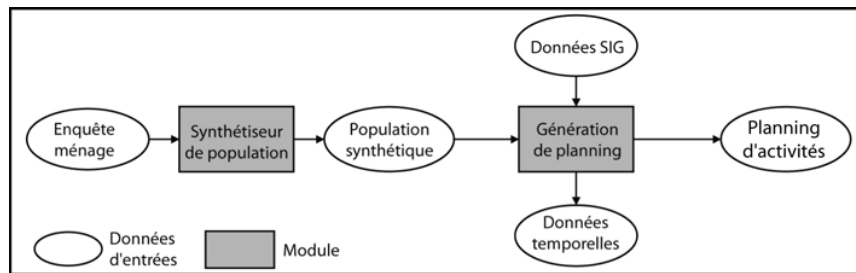 Données SIG
Enquête
ménage
Synthétiseur
de population
Population
synthétique
Génération
de planning
Planning
d'activités
Données
temporelles
Données
d'entrées
Module